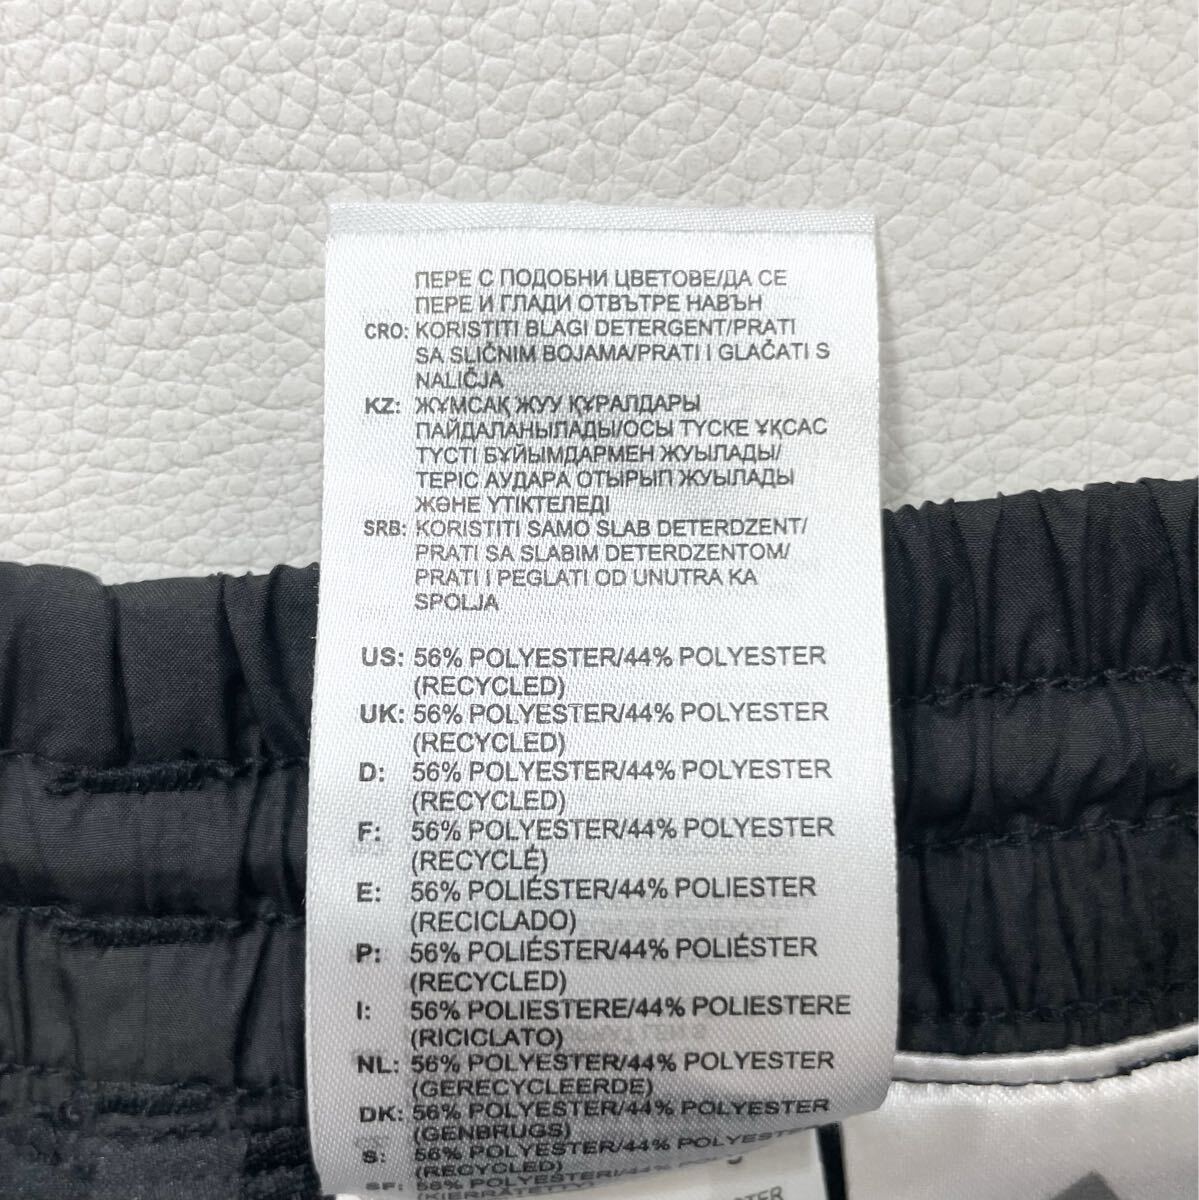 ПЕРЕ С ПОДОБНИ ЦВЕТОВЕ/ДА СЕ
ПЕРЕ И ГЛАДИ ОТВЪТРЕ НАВЪН
CRO: KORISTITI BLAGI DETERGENT/PRATI
SA SLIČNIM BOJAMA/PRATI I GLAČATI S
NALIČJA
KZ: ЖҰМСАҚ ЖУУ ҚҰРАЛДАРЫ
ПАЙДАЛАНЫЛАДЫ/ОСЫ ТҮСКЕ ҰҚСАС
ТҮСТІ БҰЙЫМДАРМЕН ЖУЫЛАДЫ/
ТЕРІС АУДАРА ОТЫРЫП ЖУЫЛАДЫ
ЖӘНЕ ҮТІКТЕЛЕДІ
SRB: KORISTITI SAMO SLAB DETERDZENT/
PRATI SA SLABIM DETERDZENTOM/
PRATI I PEGLATI OD UNUTRA KA
SPOLJA
US: 56% POLYESTER/44% POLYESTER
(RECYCLED)
UK: 56% POLYESTER/44% POLYESTER
(RECYCLED)
D: 56% POLYESTER/44% POLYESTER
(RECYCLED)
F: 56% POLYESTER/44% POLYESTER
(RECYCLÉ)
E: 56% POLIÉSTER/44% POLIESTER
(RECICLADO)
P: 56% POLIÉSTER/44% POLIÉSTER
(RECYCLED)
I: 56% POLIESTERE/44% POLIESTERE
(RICICLATO)
NL: 56% POLYESTER/44% POLYESTER
(GERECYCLEERDE)
DK: 56% POLYESTER/44% POLYESTER
(GENBRUGS)
S: 56% POLYESTER/44% POLYESTER
(RECYCLED)
SF: 56% POLYESTERI/44% POLYESTERI